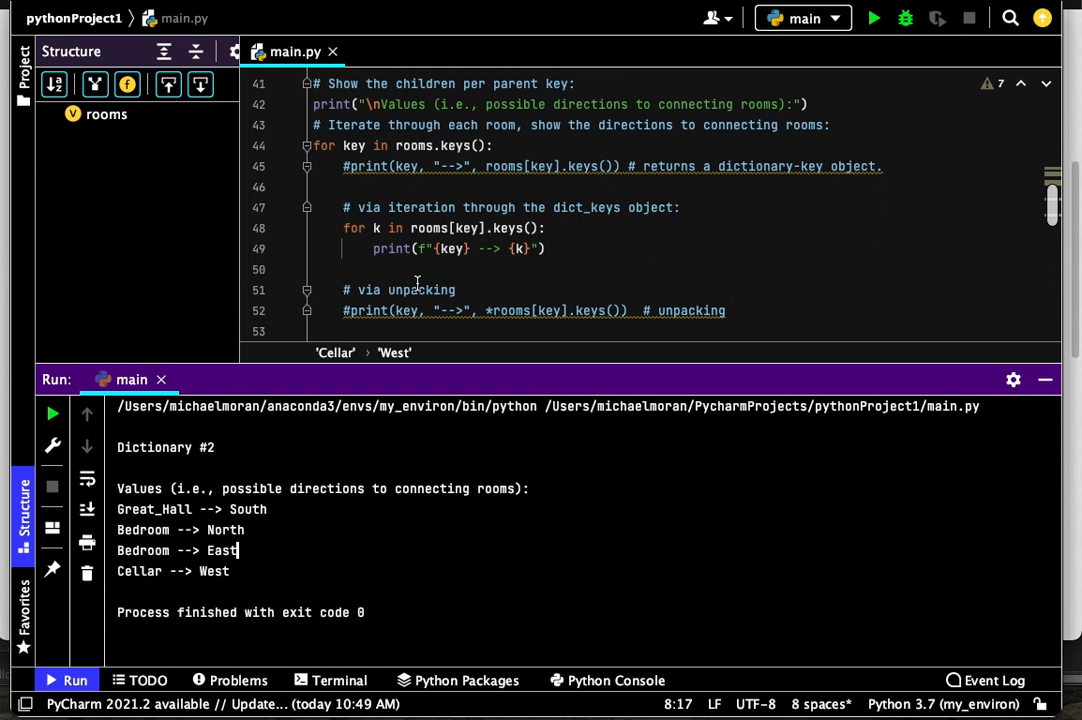 pythonProject1 main.py
main
Project
Structure
main.py
rooms
41 # Show the children per parent key:
42 print("\nValues (i.e., possible directions to connecting rooms):")
43 # Iterate through each room, show the directions to connecting rooms:
44 for key in rooms.keys():
45 #print(key, "-->", rooms[key].keys()) # returns a dictionary-key object.
46
47 # via iteration through the dict_keys object:
48 for k in rooms[key].keys():
49 print(f"{key} --> {k}")
50
51 # via unpacking
52 #print(key, "-->", *rooms[key].keys())  # unpacking
53
7
'Cellar' › 'West'
Run: main
/Users/michaelmoran/anaconda3/envs/my_environ/bin/python /Users/michaelmoran/PycharmProjects/pythonProject1/main.py
Dictionary #2
Values (i.e., possible directions to connecting rooms):
Great_Hall --> South
Bedroom --> North
Bedroom --> East
Cellar --> West
Process finished with exit code 0
Structure
Favorites
Run TODO Problems Terminal Python Packages Python Console Event Log
PyCharm 2021.2 available // Update... (today 10:49 AM) 8:17 LF UTF-8 8 spaces* Python 3.7 (my_environ)